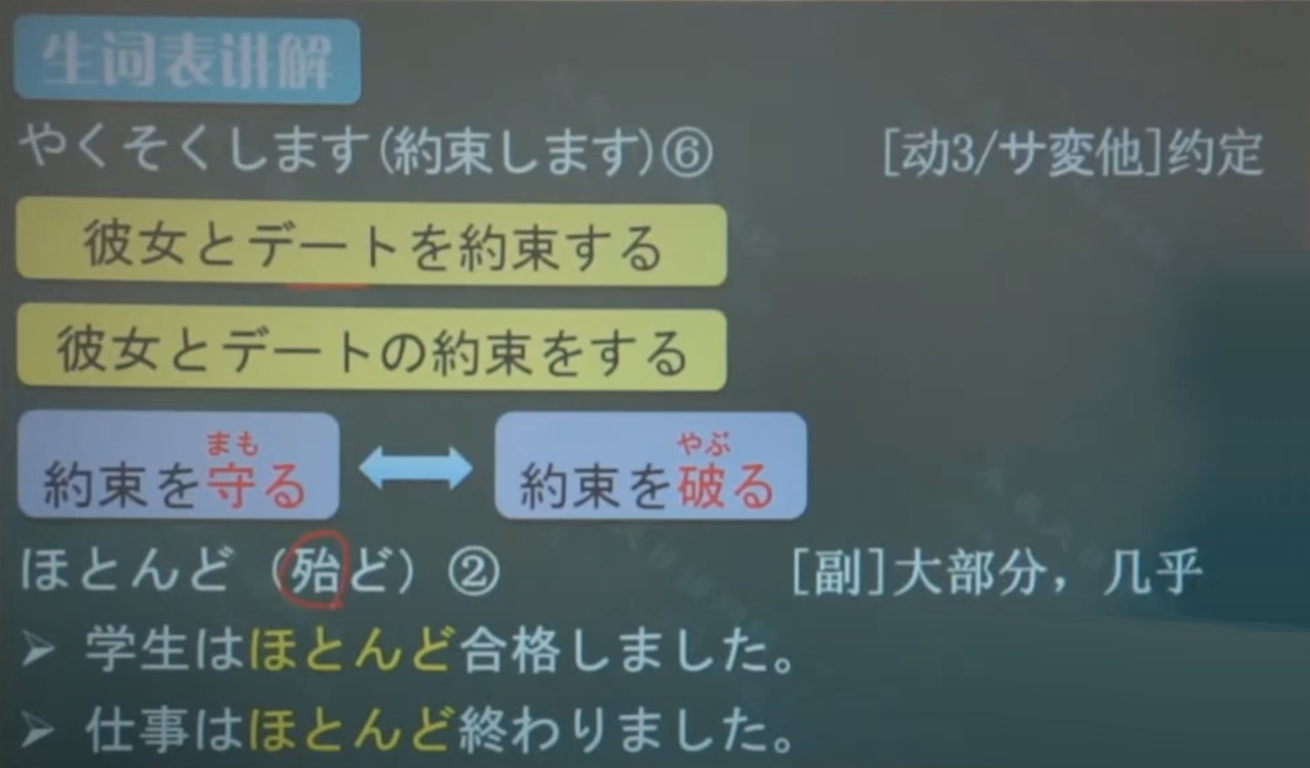 生词表讲解
やくそくします(約束します)⑥ [动3/サ変他]约定
彼女とデートを約束する
彼女とデートの約束をする
まも やぶ
約束を守る 約束を破る
ほとんど（殆ど）② [副]大部分，几乎
➢ 学生はほとんど合格しました。
➢ 仕事はほとんど終わりました。